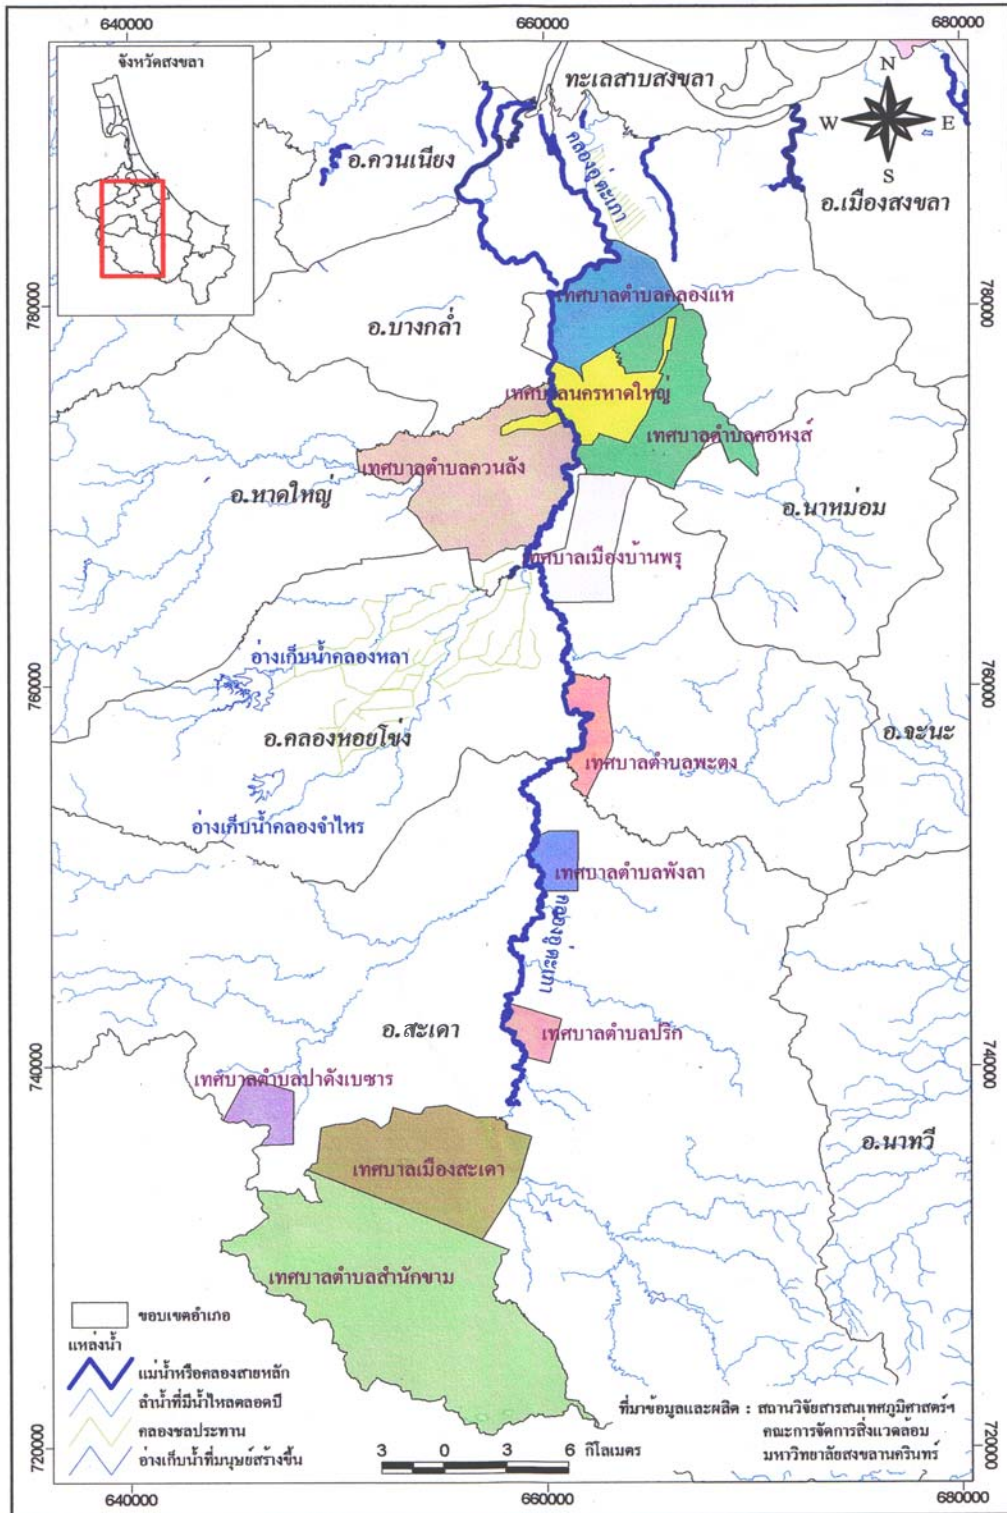 640000
660000
680000
จังหวัดสงขลา
ทะเลสาบสงขลา
N
W
E
S
อ.ควนเนียง
คลองอู่ตะเภา
อ.เมืองสงขลา
780000
780000
เทศบาลตำบลคลองแห
อ.บางกล่ำ
เทศบาลนครหาดใหญ่
เทศบาลตำบลคอหงส์
เทศบาลตำบลควนลัง
อ.หาดใหญ่
อ.นาหม่อม
เทศบาลเมืองบ้านพรุ
อ่างเก็บน้ำคลองหลา
760000
760000
อ.คลองหอยโข่ง
อ.จะนะ
เทศบาลตำบลพะตง
อ่างเก็บน้ำคลองจำไหร
เทศบาลตำบลพังลา
คลองอู่ตะเภา
อ.สะเดา
เทศบาลตำบลปริก
740000
740000
เทศบาลตำบลปาดังเบซาร
อ.นาทวี
เทศบาลเมืองสะเดา
เทศบาลตำบลสำนักขาม
ขอบเขตอำเภอ
แหล่งน้ำ
แม่น้ำหรือคลองสายหลัก
ลำน้ำที่มีน้ำไหลตลอดปี
คลองชลประทาน
อ่างเก็บน้ำที่มนุษย์สร้างขึ้น
3 0 3 6 กิโลเมตร
ที่มาข้อมูลและผลิต : สถานวิจัยสารสนเทศภูมิศาสตร์ฯ
คณะการจัดการสิ่งแวดล้อม
มหาวิทยาลัยสงขลานครินทร์
720000
720000
640000
660000
680000